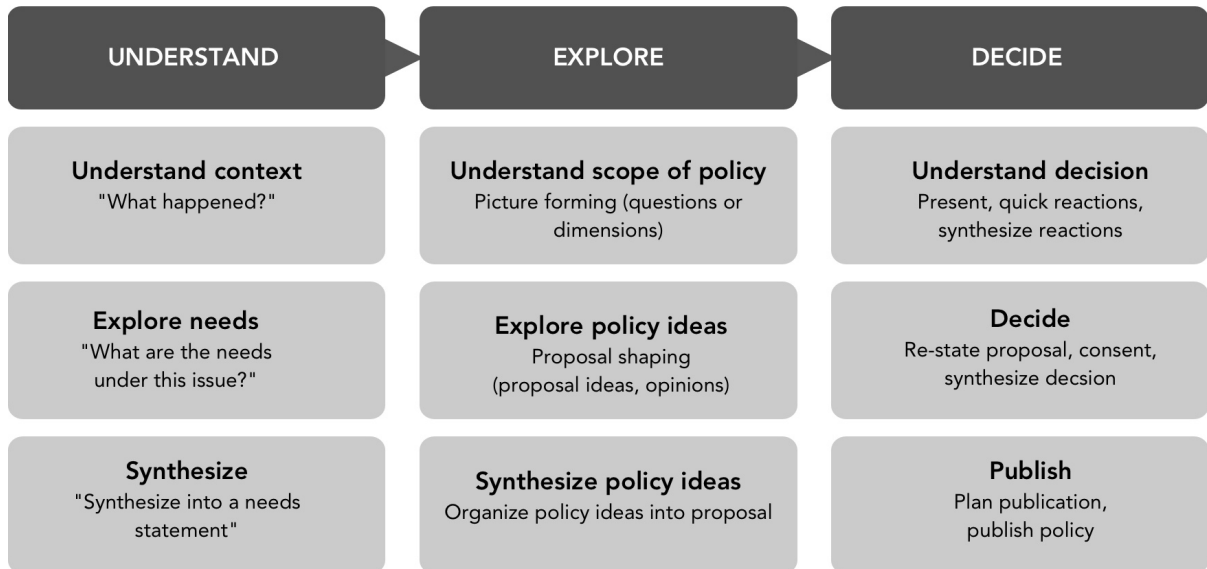 UNDERSTAND
EXPLORE
DECIDE
Understand context
"What happened?"
Understand scope of policy
Picture forming (questions or
dimensions)
Understand decision
Present, quick reactions,
synthesize reactions
Explore needs
"What are the needs
under this issue?"
Explore policy ideas
Proposal shaping
(proposal ideas, opinions)
Decide
Re-state proposal, consent,
synthesize decsion
Synthesize
"Synthesize into a needs
statement"
Synthesize policy ideas
Organize policy ideas into proposal
Publish
Plan publication,
publish policy